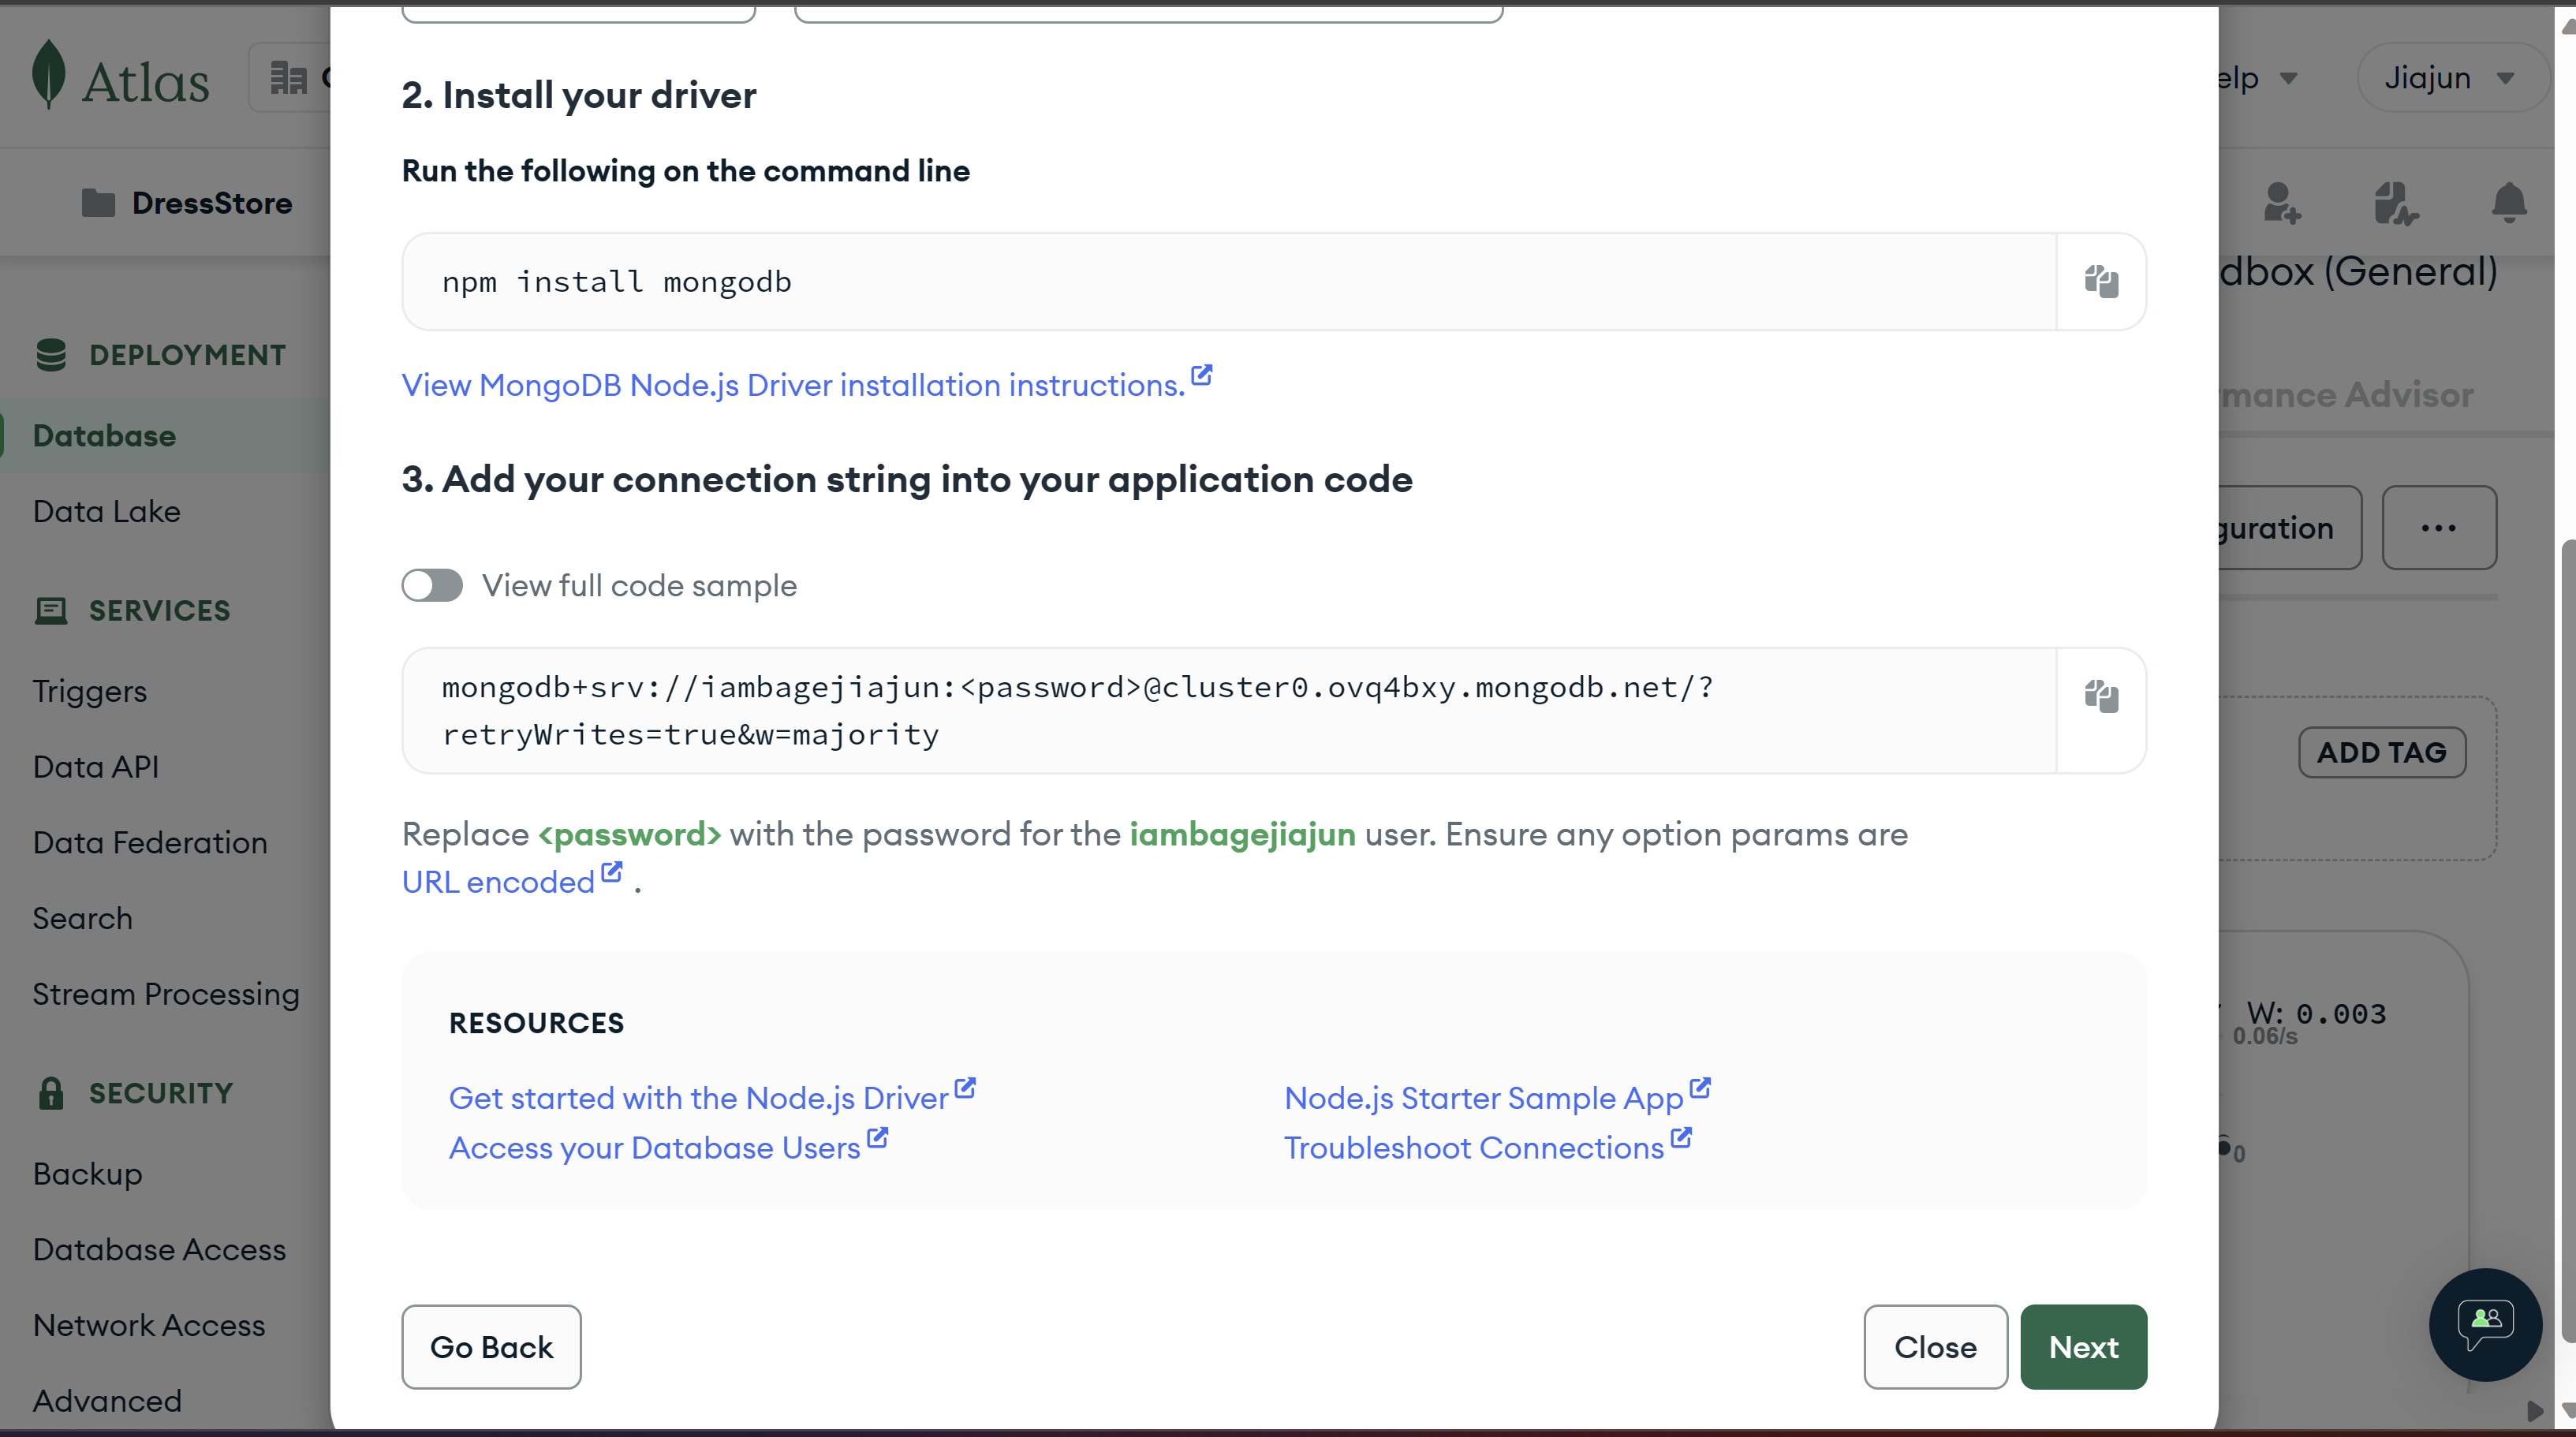 Atlas
elp
Jiajun
DressStore
dbox (General)
DEPLOYMENT
Database
Data Lake
SERVICES
Triggers
Data API
Data Federation
Search
Stream Processing
SECURITY
Backup
Database Access
Network Access
Advanced
2. Install your driver
Run the following on the command line
npm install mongodb
View MongoDB Node.js Driver installation instructions.
3. Add your connection string into your application code
View full code sample
mongodb+srv://iambagejiajun:<password>@cluster0.ovq4bxy.mongodb.net/?
retryWrites=true&w=majority
Replace <password> with the password for the iambagejiajun user. Ensure any option params are
URL encoded .
RESOURCES
Get started with the Node.js Driver
Node.js Starter Sample App
Access your Database Users
Troubleshoot Connections
Go Back
Close
Next
rmance Advisor
guration
ADD TAG
W: 0.003
0.06/s
0